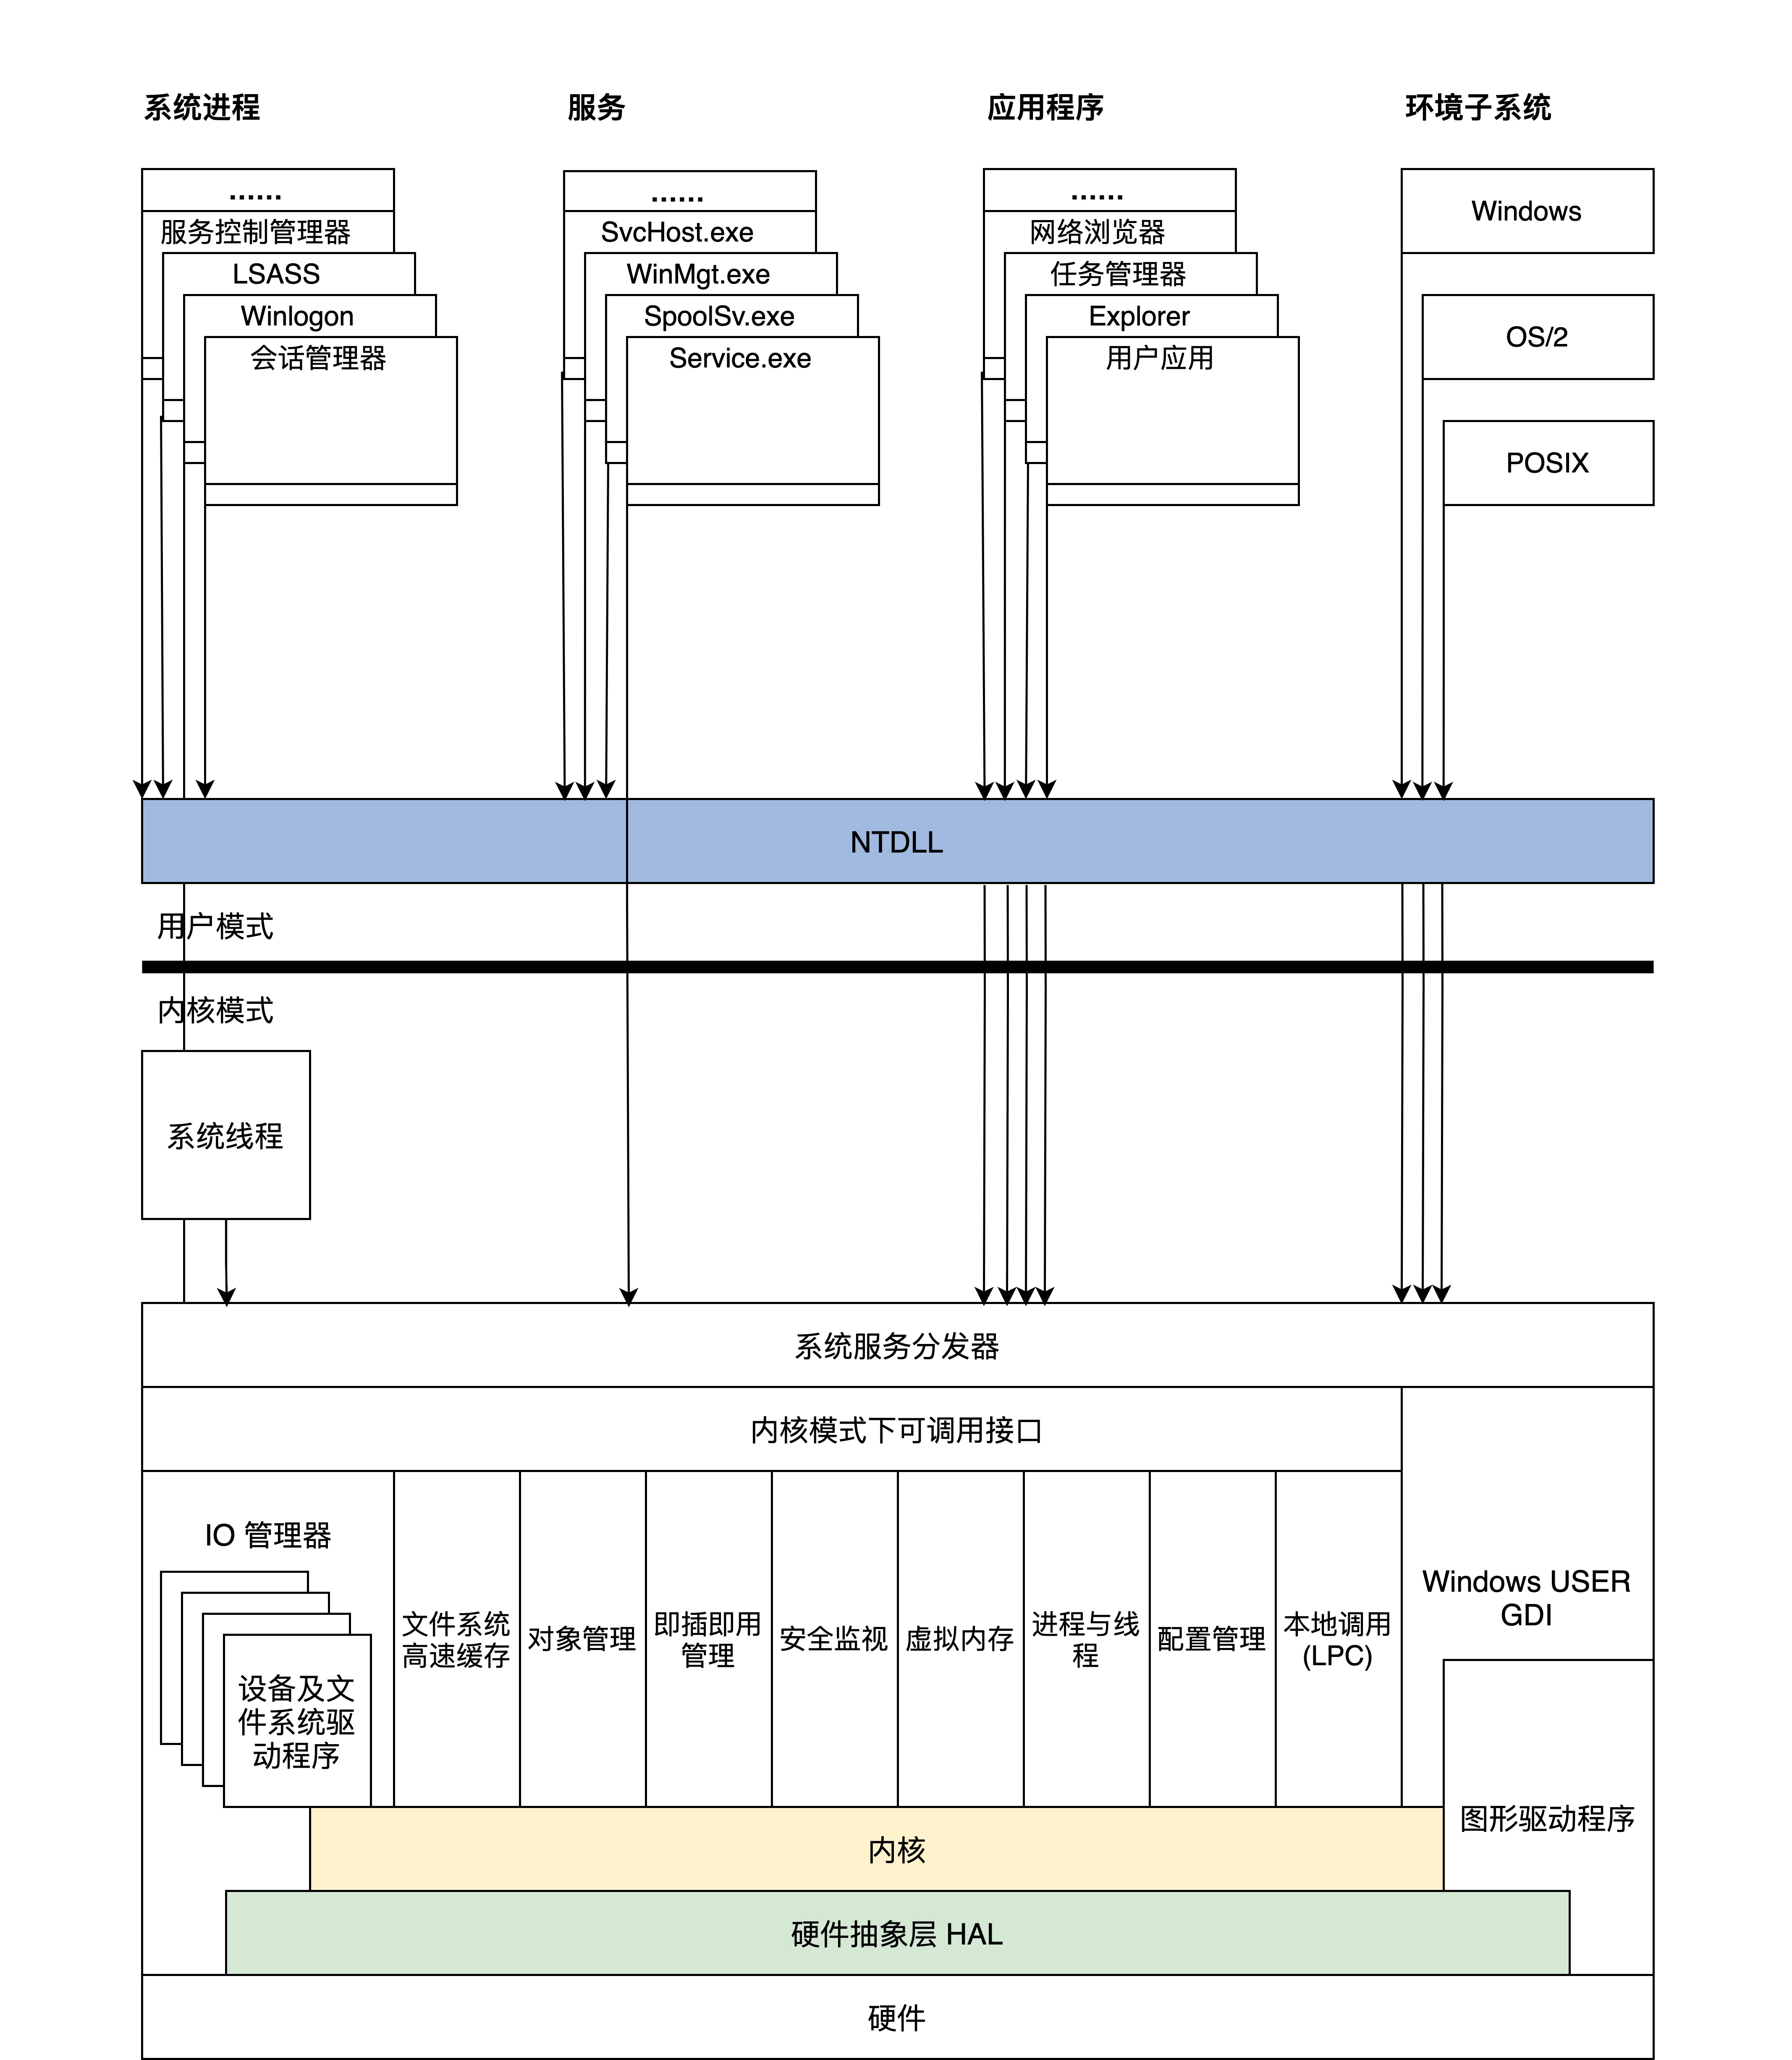 系统进程
服务
应用程序
环境子系统
......
服务控制管理器
LSASS
Winlogon
会话管理器
......
SvcHost.exe
WinMgt.exe
SpoolSv.exe
Service.exe
......
网络浏览器
任务管理器
Explorer
用户应用
Windows
OS/2
POSIX
NTDLL
用户模式
内核模式
系统线程
系统服务分发器
内核模式下可调用接口
IO 管理器
设备及文
件系统驱
动程序
文件系统
高速缓存
对象管理
即插即用
管理
安全监视
虚拟内存
进程与线
程
配置管理
本地调用
(LPC)
Windows USER
GDI
图形驱动程序
内核
硬件抽象层 HAL
硬件